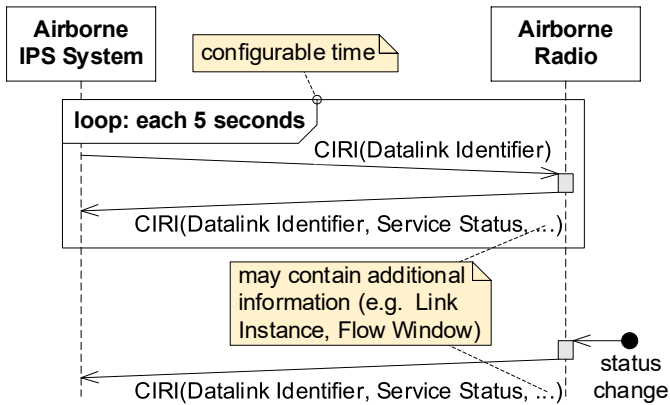 Airborne
IPS System
Airborne
Radio
configurable time
loop: each 5 seconds
CIRI(Datalink Identifier)
CIRI(Datalink Identifier, Service Status, ...)
may contain additional
information (e.g. Link
Instance, Flow Window)
status
change
CIRI(Datalink Identifier, Service Status, ...)